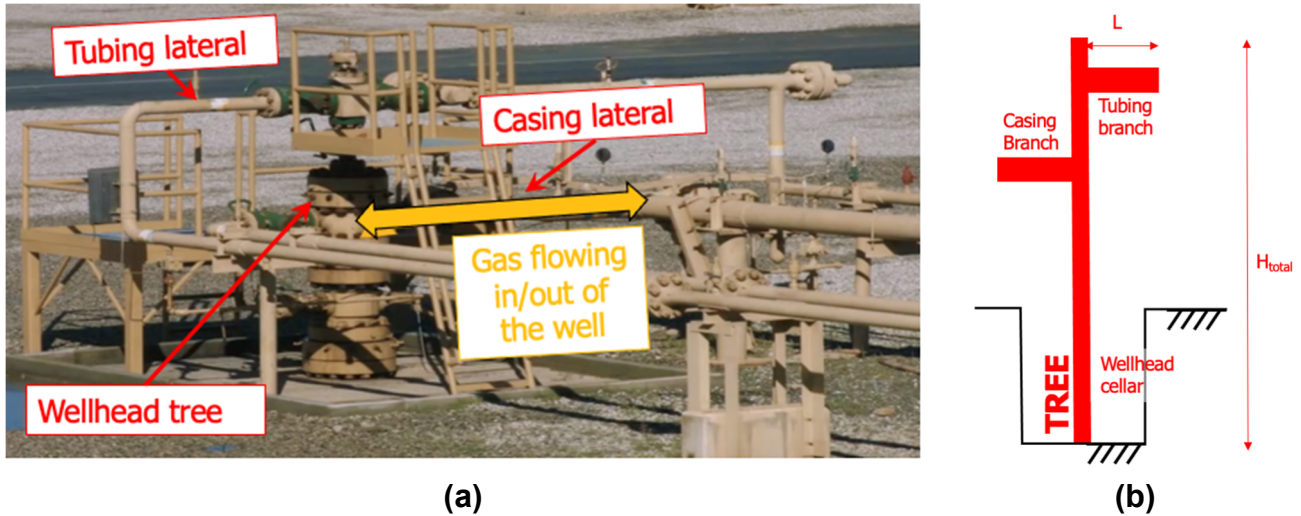 Tubing lateral
Casing lateral
Gas flowing
in/out of
the well
Wellhead tree
(a)
L
Tubing
branch
Casing
Branch
H total
TREE
Wellhead
cellar
(b)